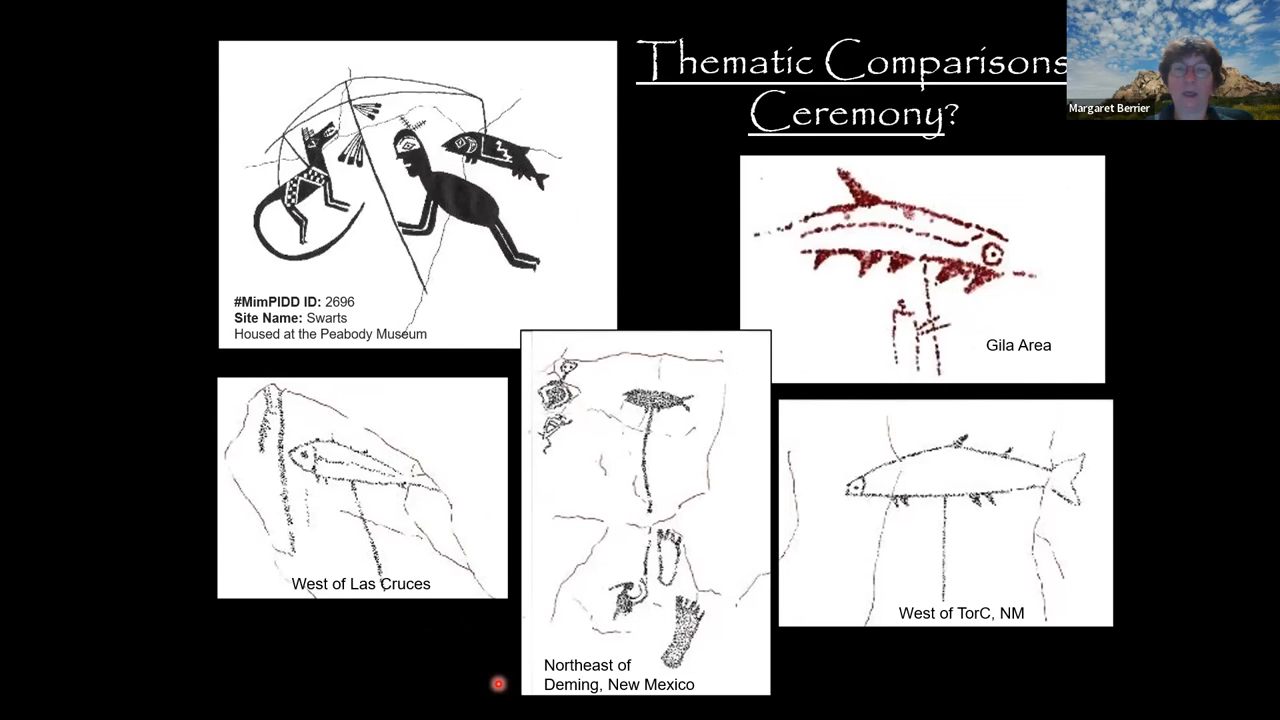 Thematic Comparisons
Ceremony?
Margaret Berrier
#MimPIDD ID: 2696
Site Name: Swarts
Housed at the Peabody Museum
Gila Area
West of Las Cruces
Northeast of
Deming, New Mexico
West of TorC, NM